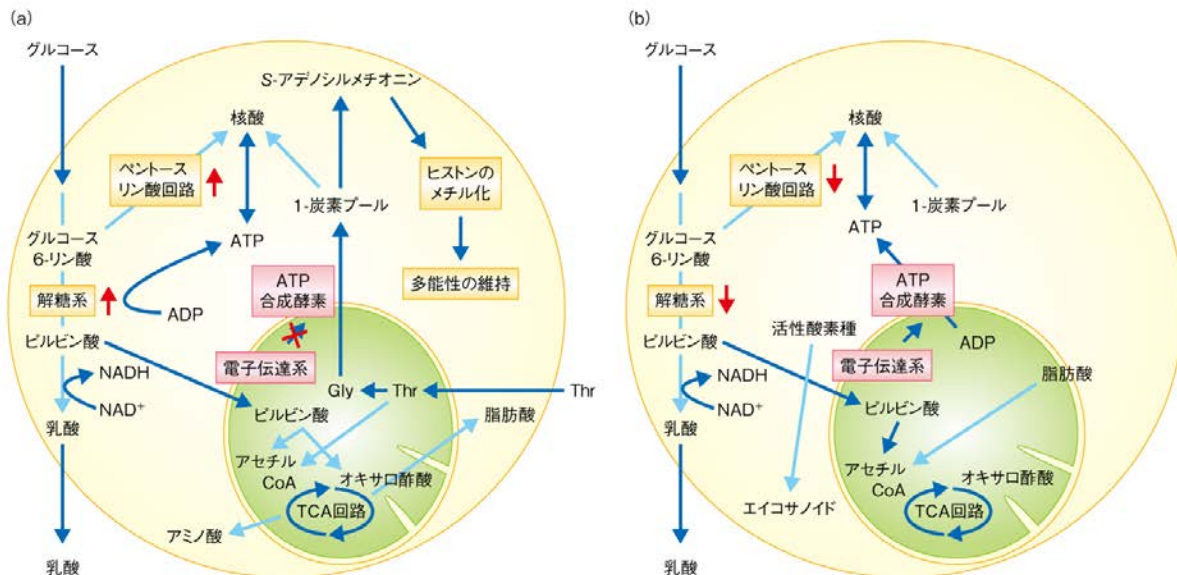 (a)
グルコース
S-アデノシルメチオニン
核酸
ペントース
リン酸回路
ヒストンの
メチル化
1-炭素プール
グルコース
6-リン酸
ATP
多能性の維持
解糖系
ADP
ATP
合成酵素
ピルビン酸
電子伝達系
NADH
NAD⁺
Gly
Thr
Thr
乳酸
ピルビン酸
脂肪酸
アセチル
CoA
オキサロ酢酸
TCA回路
アミノ酸
乳酸
(b)
グルコース
核酸
ペントース
リン酸回路
1-炭素プール
グルコース
6-リン酸
ATP
解糖系
ATP
合成酵素
活性酸素種
ピルビン酸
ADP
電子伝達系
NADH
NAD⁺
脂肪酸
乳酸
ピルビン酸
アセチル
CoA
オキサロ酢酸
エイコサノイド
TCA回路
乳酸